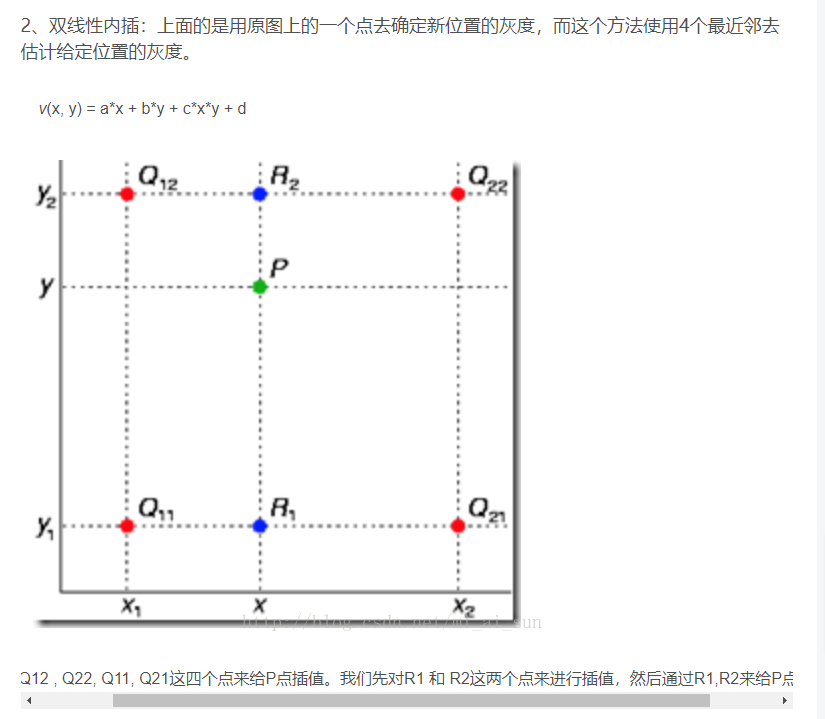 2、双线性内插：上面的是用原图上的一个点去确定新位置的灰度，而这个方法使用4个最近邻去
估计给定位置的灰度。
v(x, y) = a*x + b*y + c*x*y + d
Q12 R2 Q22
y2
P
y
Q11 R1 Q21
y1
x1 x x2
Q12 , Q22, Q11, Q21这四个点来给P点插值。我们先对R1 和 R2这两个点来进行插值，然后通过R1,R2来给P点